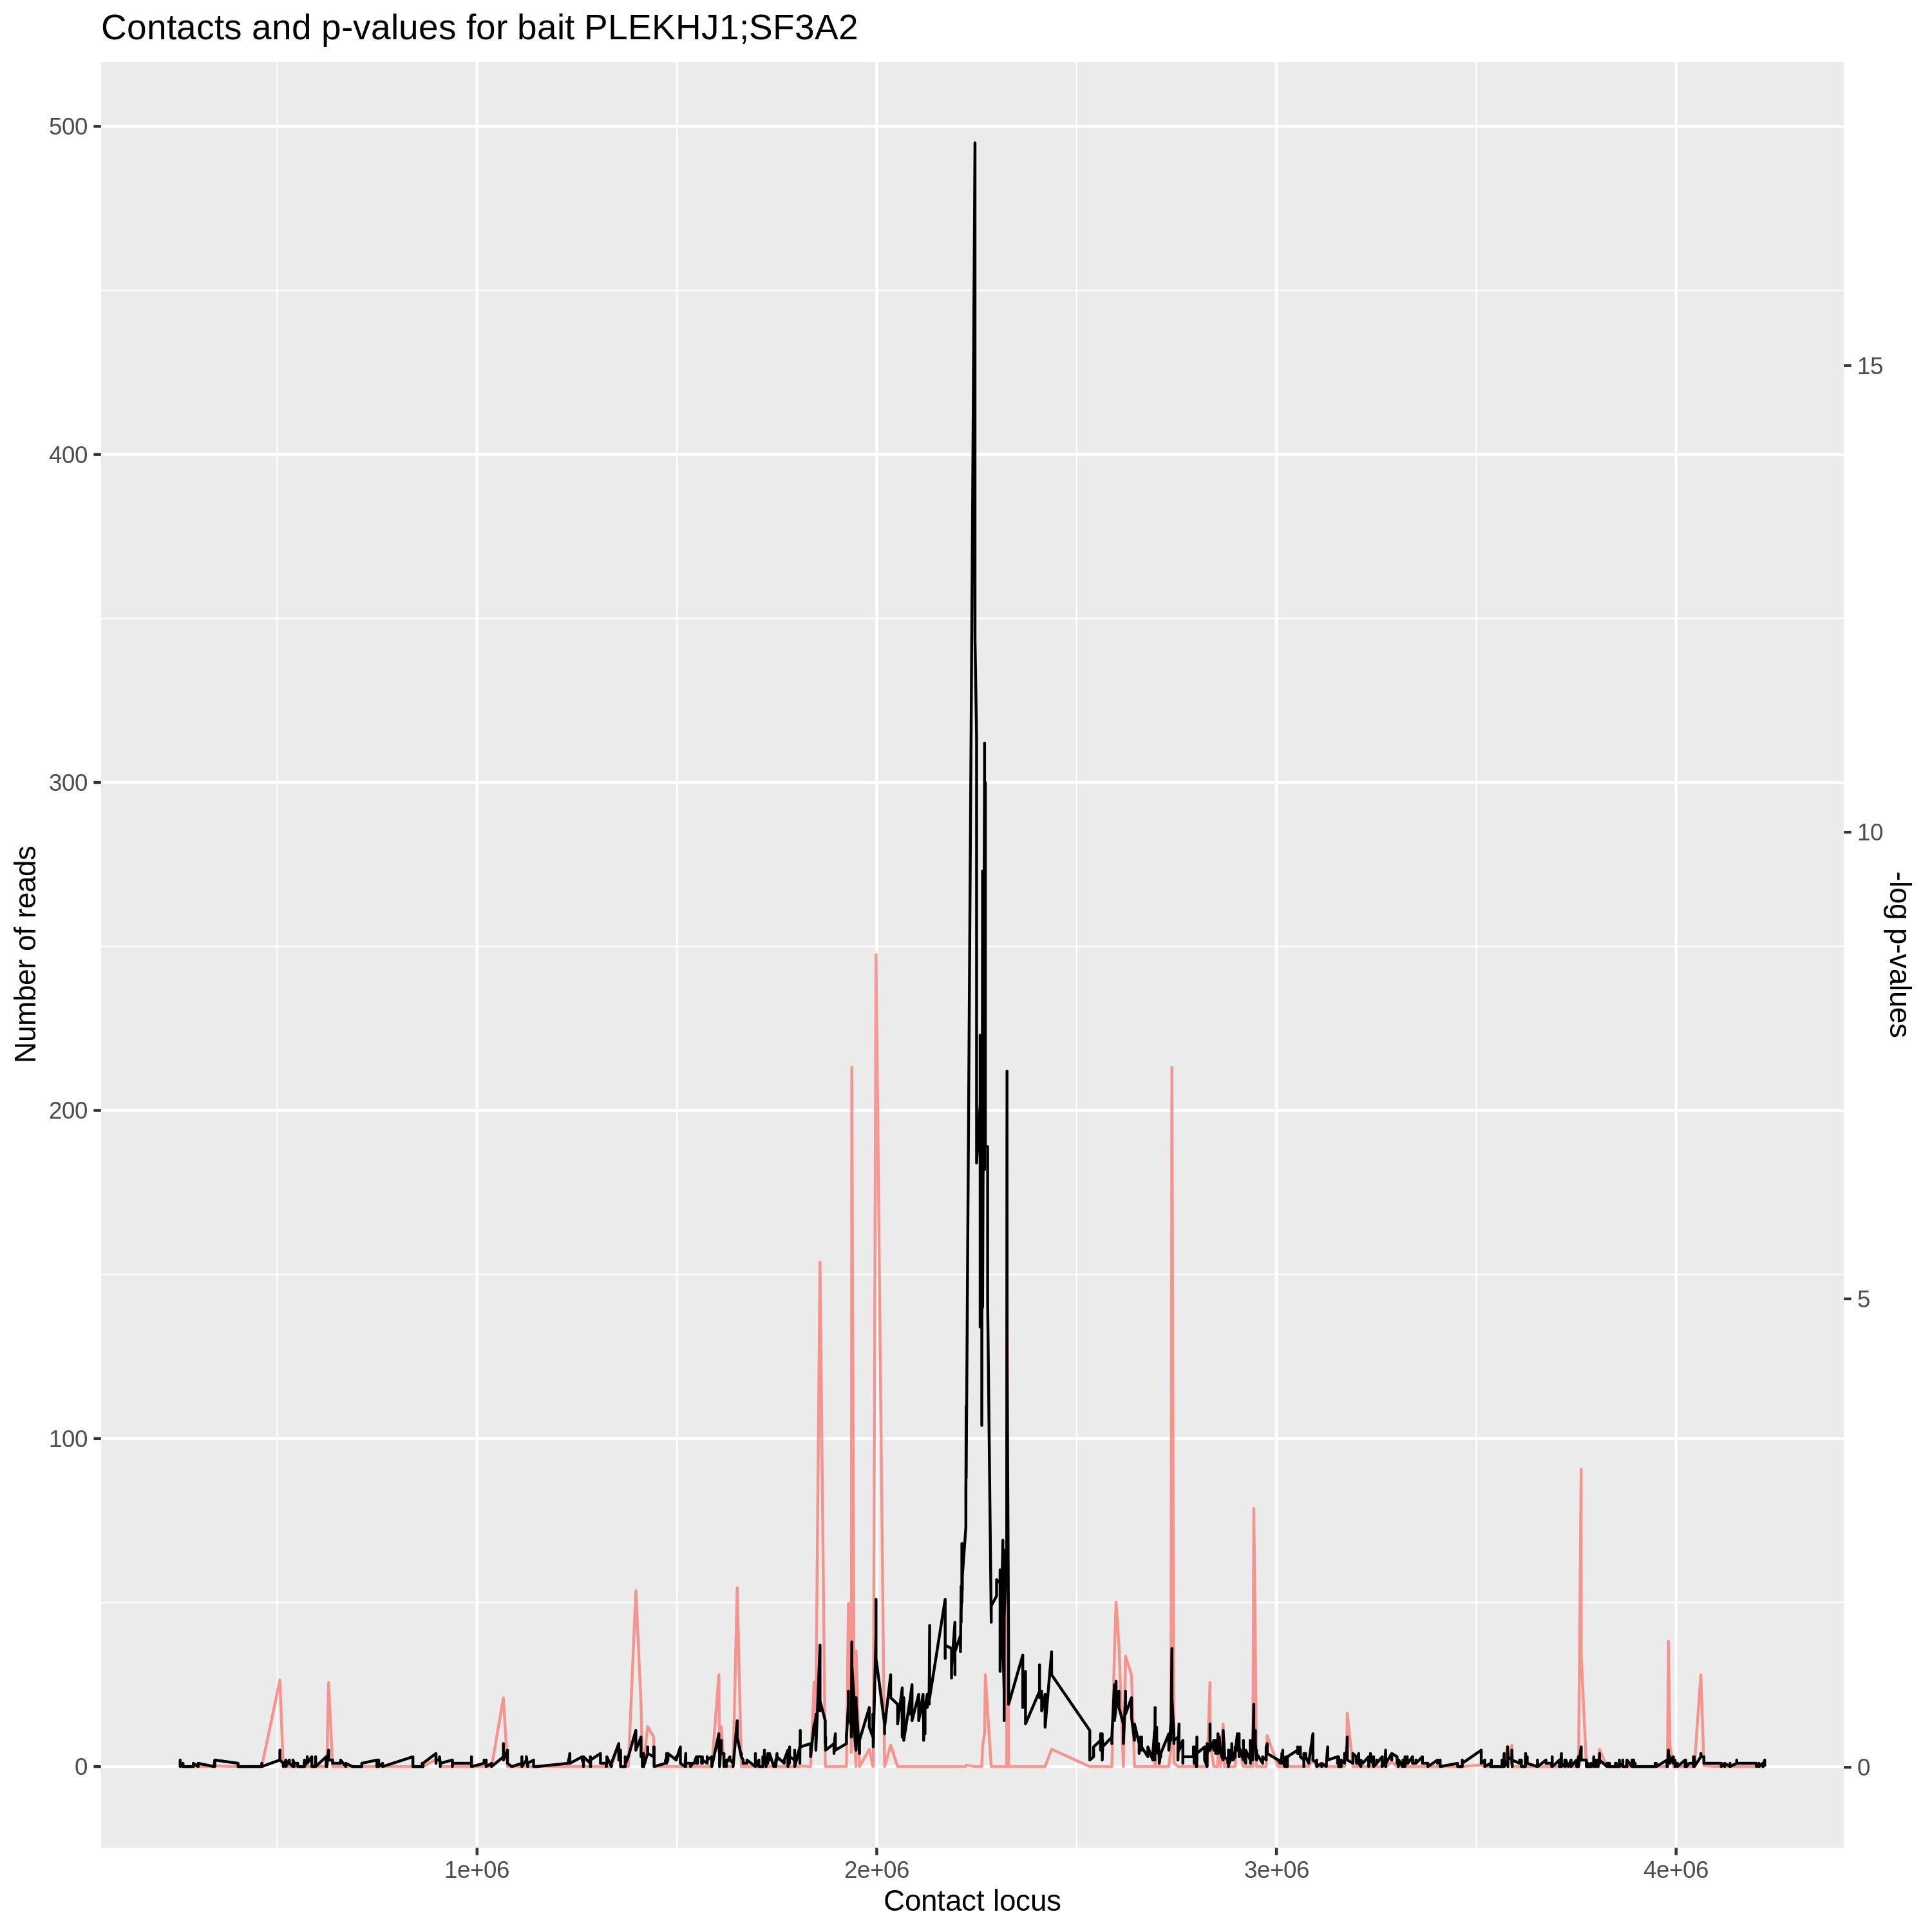 Contacts and p-values for bait PLEKHJ1;SF3A2
500
400
300
200
100
0
Number of reads
15
10
5
0
-log p-values
1e+06
2e+06
3e+06
4e+06
Contact locus